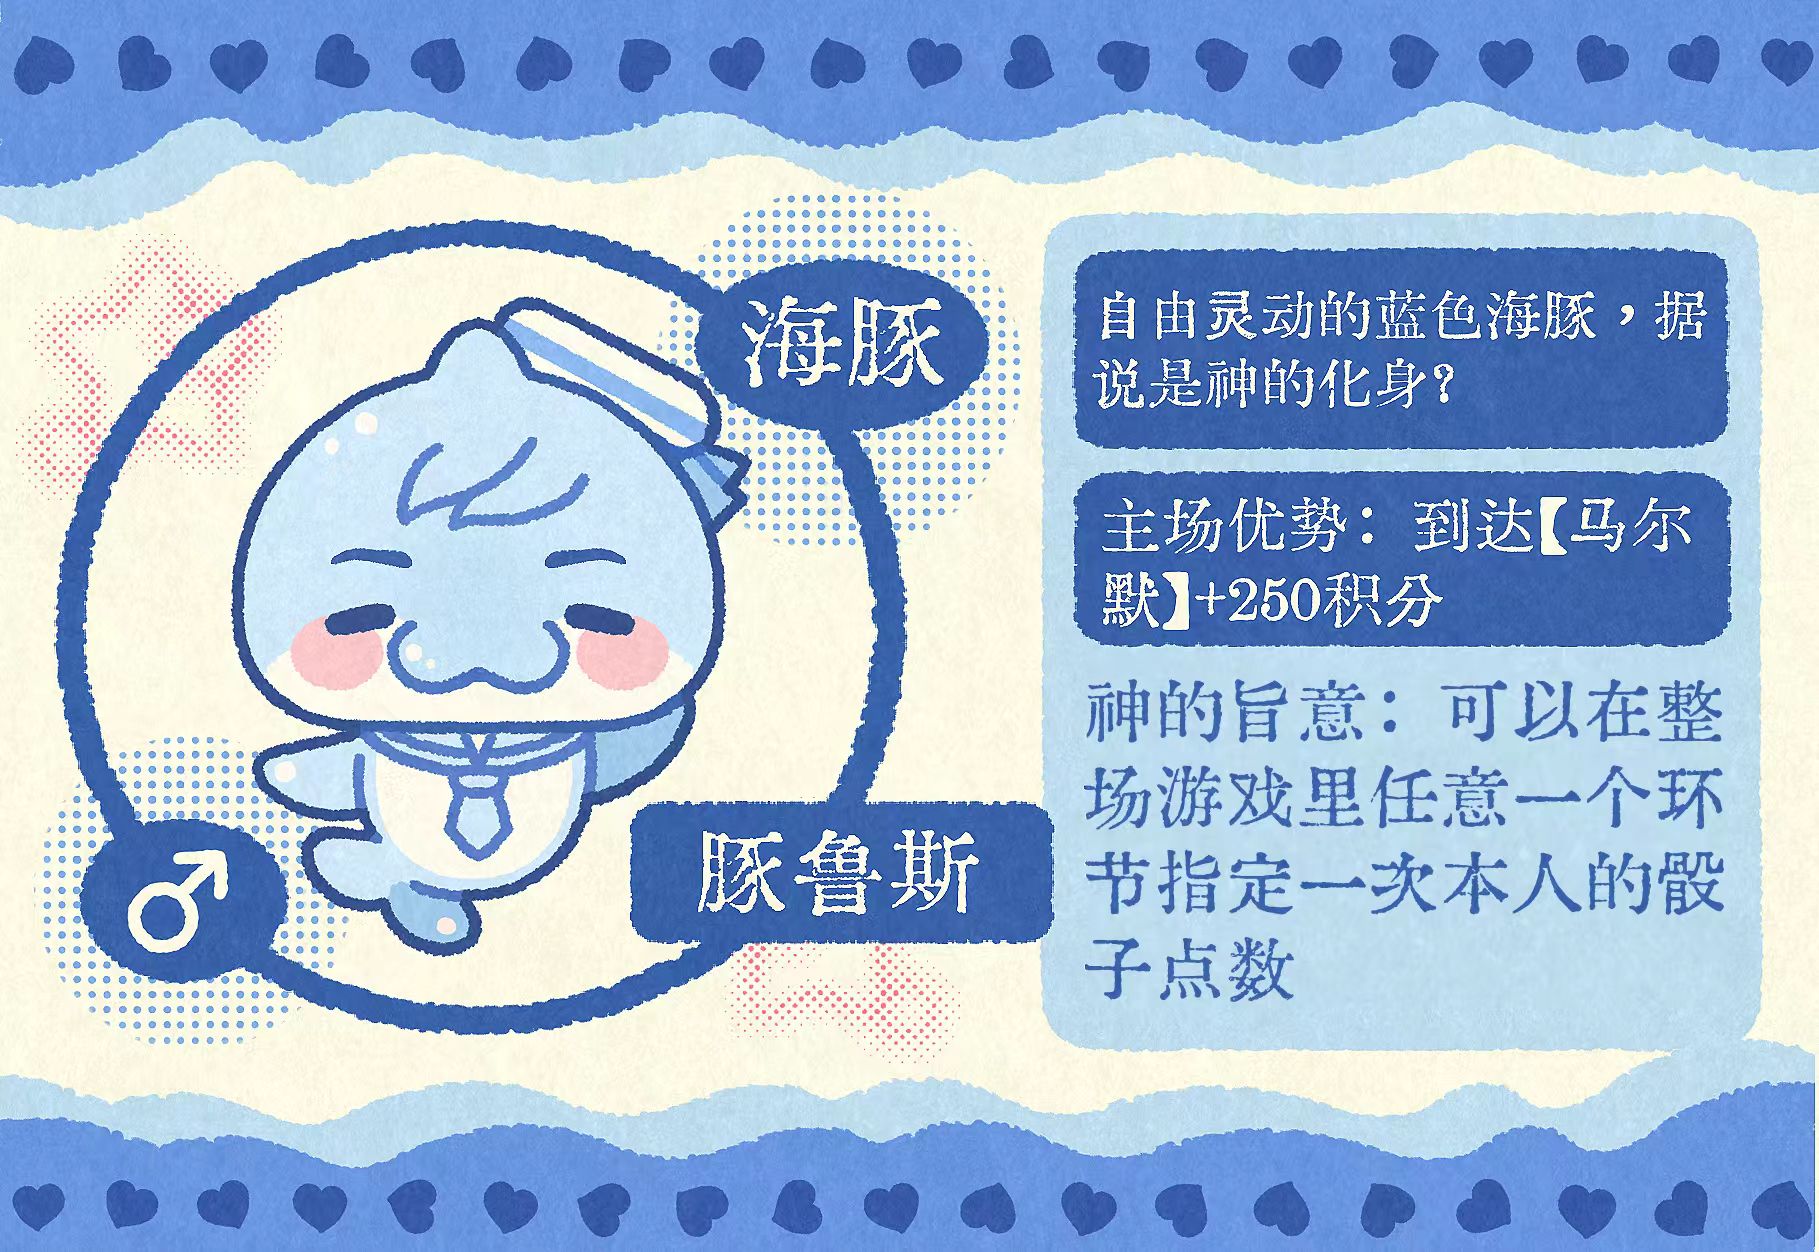 海豚
♂
豚鲁斯
自由灵动的蓝色海豚，据
说是神的化身？
主场优势：到达【马尔
默】+250积分
神的旨意：可以在整
场游戏里任意一个环
节指定一次本人的骰
子点数